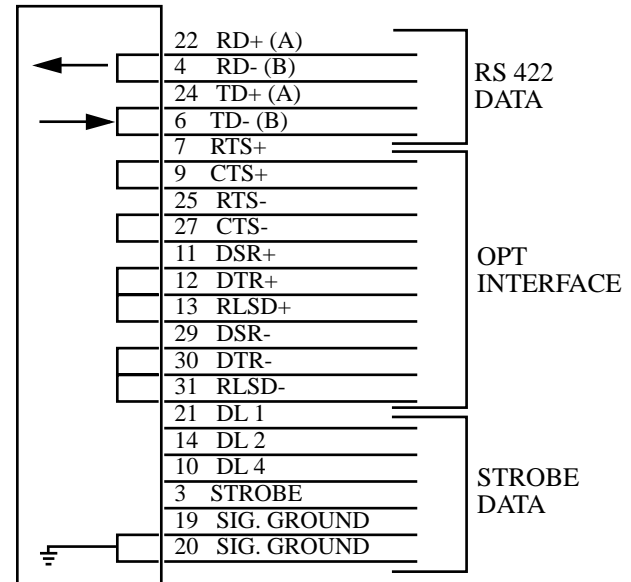 22 RD+ (A)
4 RD- (B)
24 TD+ (A)
6 TD- (B)
7 RTS+
9 CTS+
25 RTS-
27 CTS-
11 DSR+
12 DTR+
13 RLSD+
29 DSR-
30 DTR-
31 RLSD-
21 DL 1
14 DL 2
10 DL 4
3 STROBE
19 SIG. GROUND
20 SIG. GROUND
RS 422
DATA
OPT
INTERFACE
STROBE
DATA